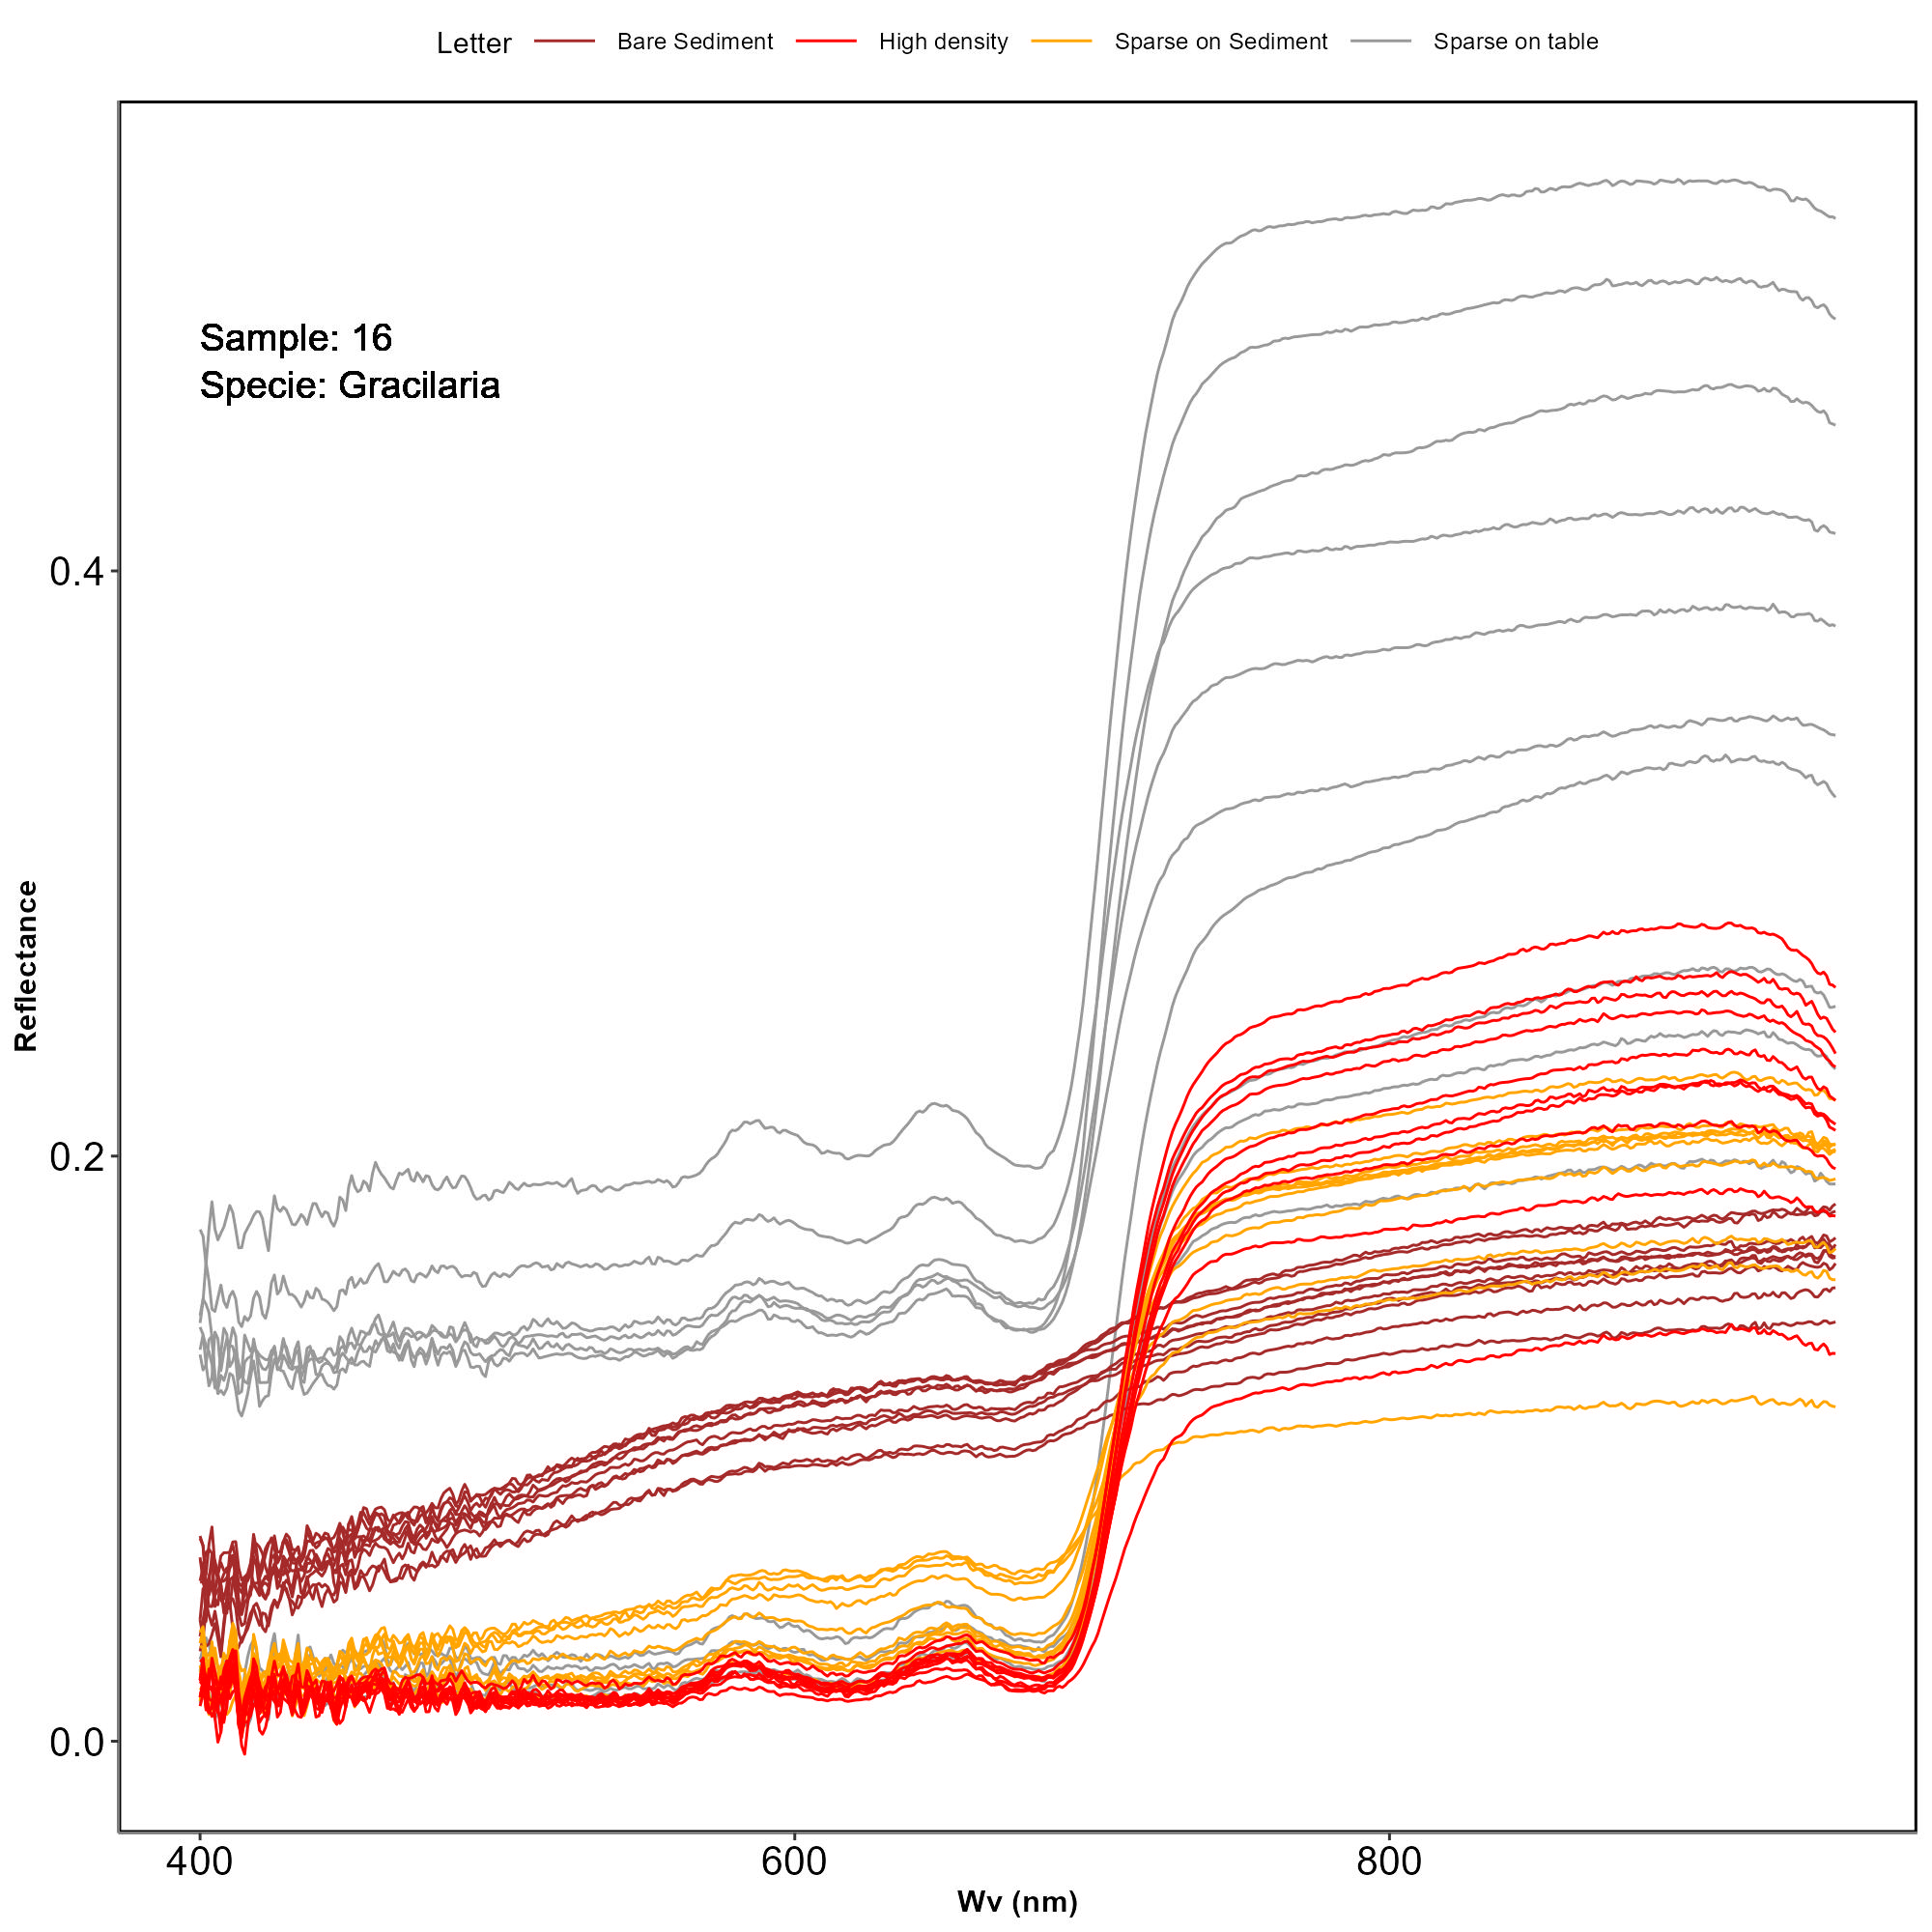 Letter Bare Sediment High density Sparse on Sediment Sparse on table
Sample: 16
Specie: Gracilaria
0.4
0.2
0.0
Reflectance
400 600 800
Wv (nm)